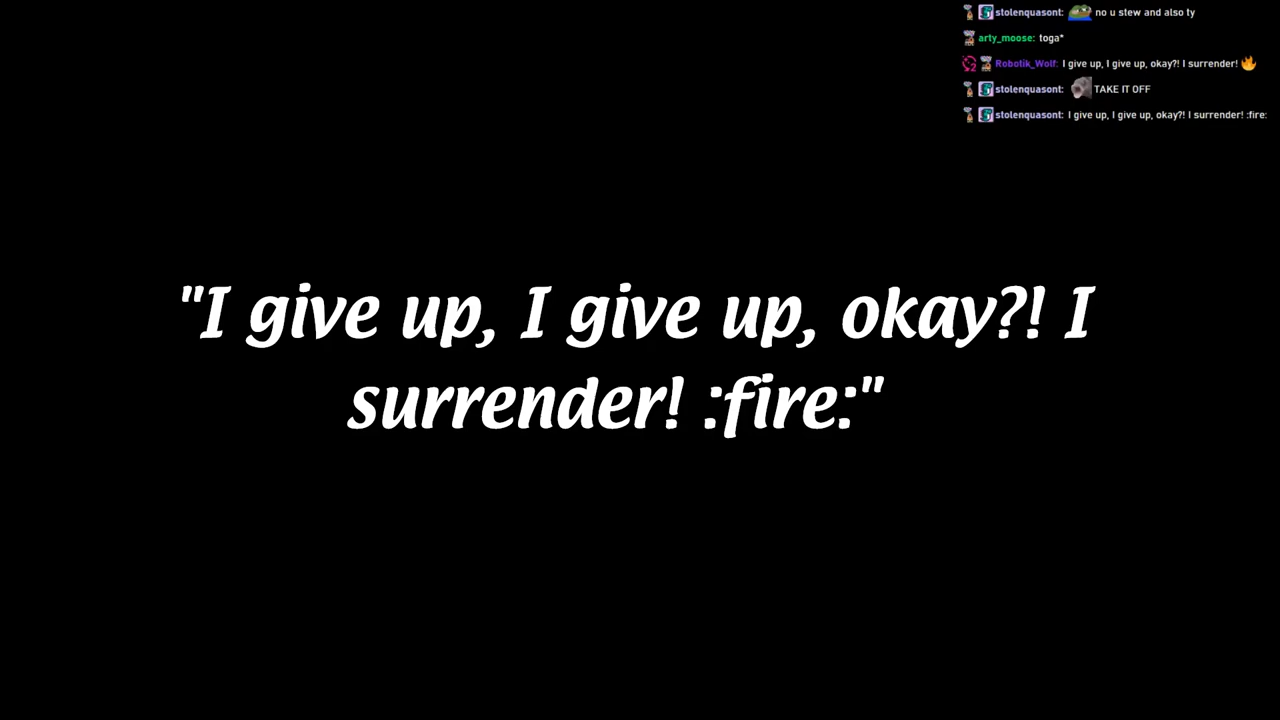 stolenquasont: no u stew and also ty
arty_moose: toga*
Robotik_Wolf: I give up, I give up, okay?! I surrender! 🔥
stolenquasont: TAKE IT OFF
stolenquasont: I give up, I give up, okay?! I surrender! :fire:
"I give up, I give up, okay?! I
surrender! :fire:"